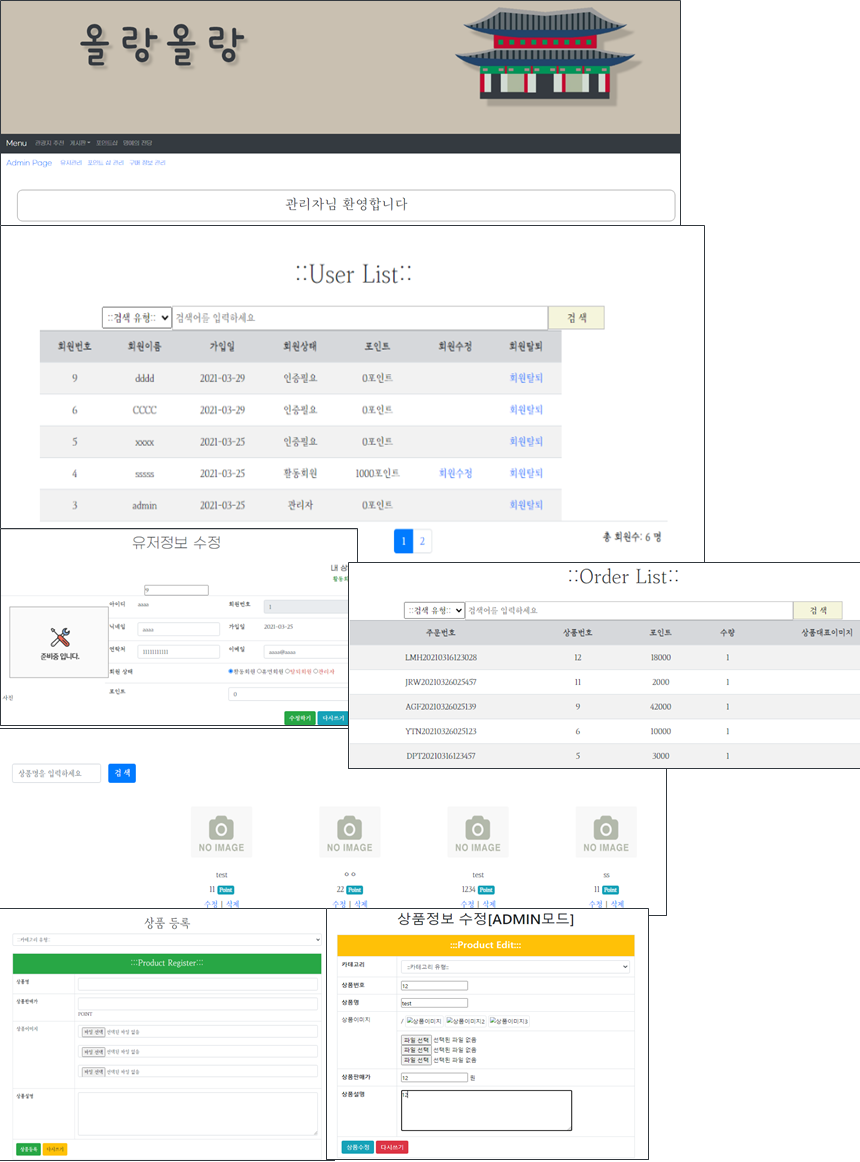 올랑올랑
Menu 관광지 추천 게시판 포인트샵 명예의 전당
Admin Page 유저관리 포인트 샵 관리 구매 정보 관리
관리자님 환영합니다
::User List::
::검색 유형:: 검색어를 입력하세요 검 색
회원번호 회원이름 가입일 회원상태 포인트 회원수정 회원탈퇴
9 dddd 2021-03-29 인증필요 0포인트 회원탈퇴
6 CCCC 2021-03-29 인증필요 0포인트 회원탈퇴
5 xxxx 2021-03-25 인증필요 0포인트 회원탈퇴
4 sssss 2021-03-25 활동회원 1000포인트 회원수정 회원탈퇴
3 admin 2021-03-25 관리자 0포인트 회원탈퇴
1 2
총 회원수: 6 명
유저정보 수정
내 상
활동회
아이디 aaaa 회원번호 1
준비중 입니다.
닉네임 aaaa 가입일 2021-03-25
연락처 11111111111 이메일 aaaa@aaaa
회원 상태 활동회원 휴면회원 탈퇴회원 관리자
사진
포인트 0
수정하기 다시쓰기
::Order List::
::검색 유형:: 검색어를 입력하세요 검 색
주문번호 상품번호 포인트 수량 상품대표이미지
LMH20210316123028 12 18000 1
JRW20210326025457 11 2000 1
AGF20210326025139 9 42000 1
YTN20210326025123 6 10000 1
DPT20210316123457 5 3000 1
상품명을 입력하세요 검 색
NO IMAGE NO IMAGE NO IMAGE NO IMAGE
test ㅇㅇ test ss
11 Point 22 Point 1234 Point 11 Point
수정 | 삭제 수정 | 삭제 수정 | 삭제 수정 | 삭제
상품 등록
::카테고리 유형::
:::Product Register:::
상품명
상품판매가
POINT
상품이미지 파일 선택 선택된 파일 없음
파일 선택 선택된 파일 없음
파일 선택 선택된 파일 없음
상품설명
상품등록 다시쓰기
상품정보 수정[ADMIN모드]
:::Product Edit:::
카테고리 ::카테고리 유형::
상품번호 12
상품명 test
상품이미지 / 상품이미지 상품이미지2 상품이미지3
파일 선택 선택된 파일 없음
파일 선택 선택된 파일 없음
파일 선택 선택된 파일 없음
상품판매가 12 원
상품설명 12
상품수정 다시쓰기